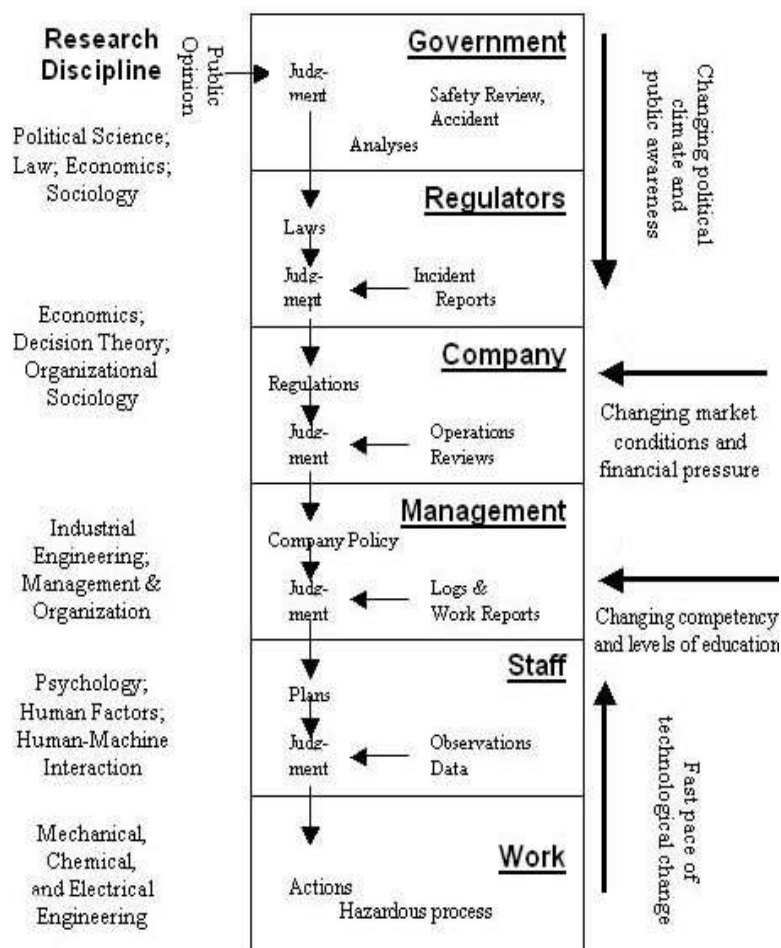 Research
Discipline
Public
Opinion
Government
Judg-
ment
Safety Review,
Accident
Analyses
Changing political
climate and
public awareness
Political Science;
Law; Economics;
Sociology
Regulators
Laws
Judg-
ment
Incident
Reports
Economics;
Decision Theory;
Organizational
Sociology
Company
Regulations
Judg-
ment
Operations
Reviews
Changing market
conditions and
financial pressure
Industrial
Engineering;
Management &
Organization
Management
Company Policy
Judg-
ment
Logs &
Work Reports
Changing competency
and levels of education
Psychology;
Human Factors;
Human-Machine
Interaction
Staff
Plans
Judg-
ment
Observations
Data
Fast pace of
technological change
Mechanical,
Chemical,
and Electrical
Engineering
Work
Actions
Hazardous process